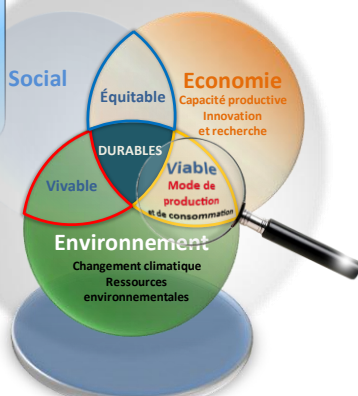 Social
Economie
Capacité productive
Innovation
et recherche
Équitable
DURABLES
Vivable
Viable
Mode de
production
et de consommation
Environnement
Changement climatique
Ressources
environnementales